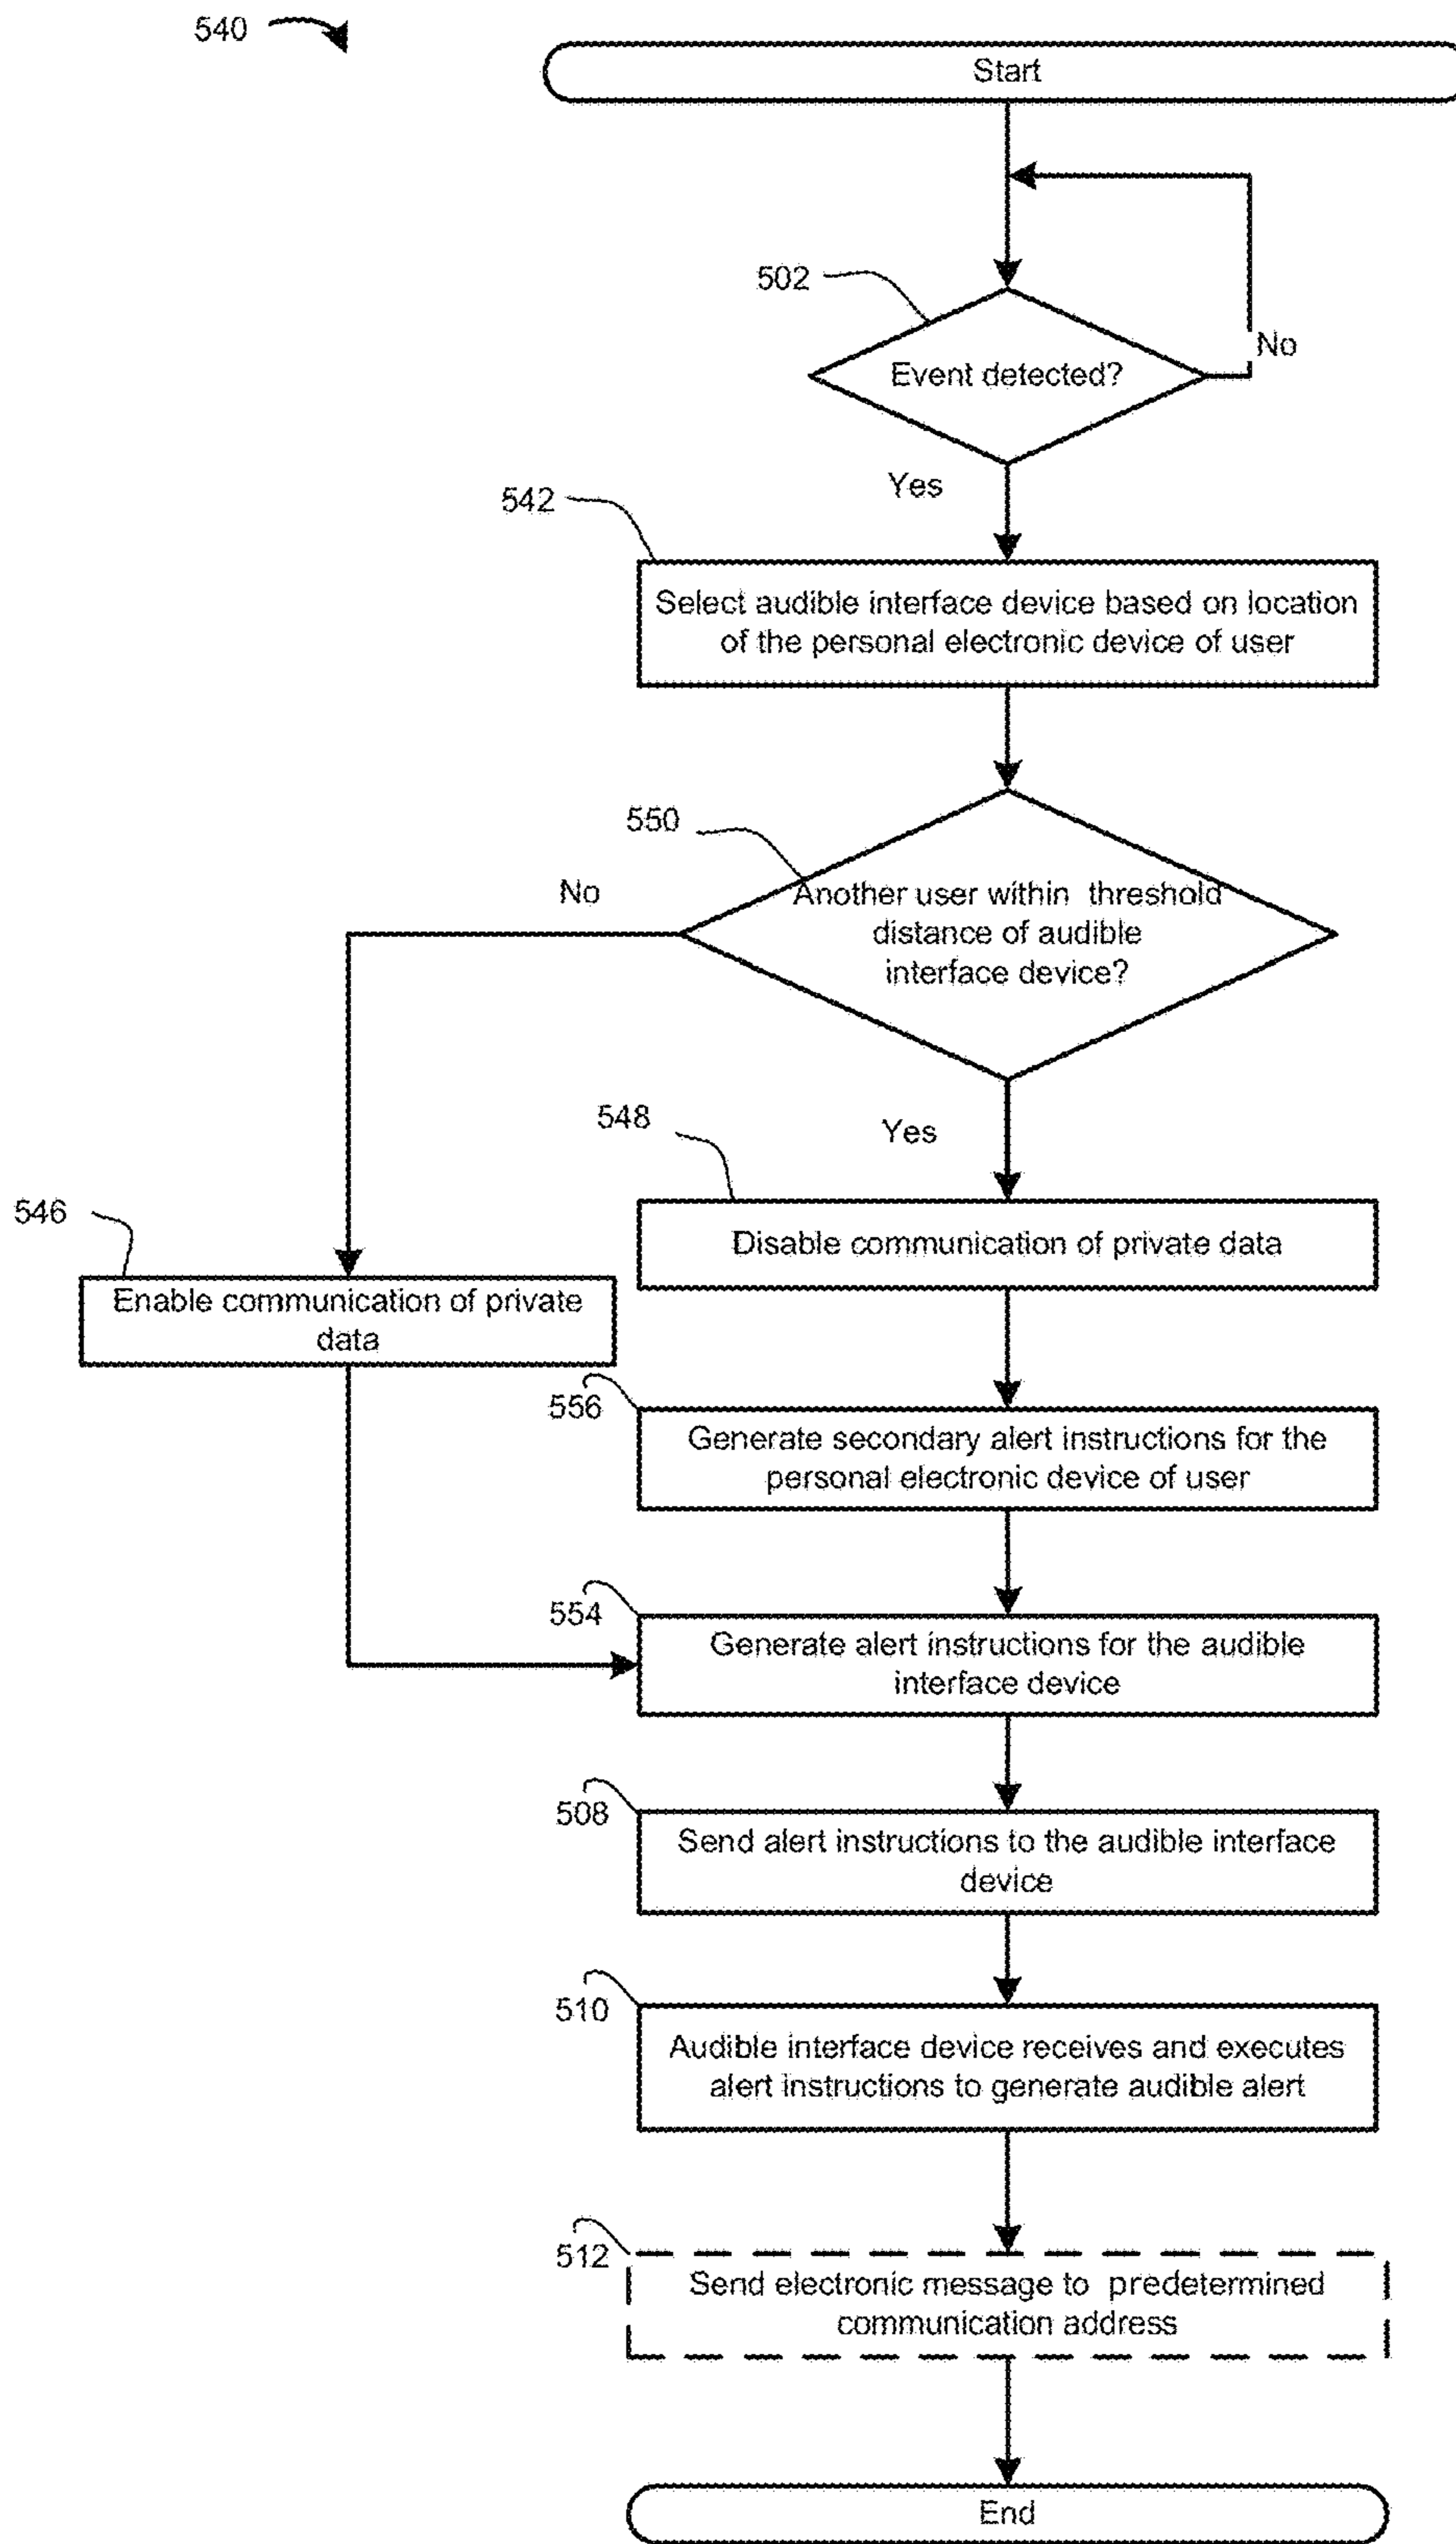 540
Start
502
Event detected?
No
Yes
542
Select audible interface device based on location
of the personal electronic device of user
550
No
Another user within threshold
distance of audible
interface device?
548
Yes
546
Disable communication of private data
Enable communication of private
data
556
Generate secondary alert instructions for the
personal electronic device of user
554
Generate alert instructions for the audible
interface device
508
Send alert instructions to the audible interface
device
510
Audible interface device receives and executes
alert instructions to generate audible alert
512
Send electronic message to predetermined
communication address
End